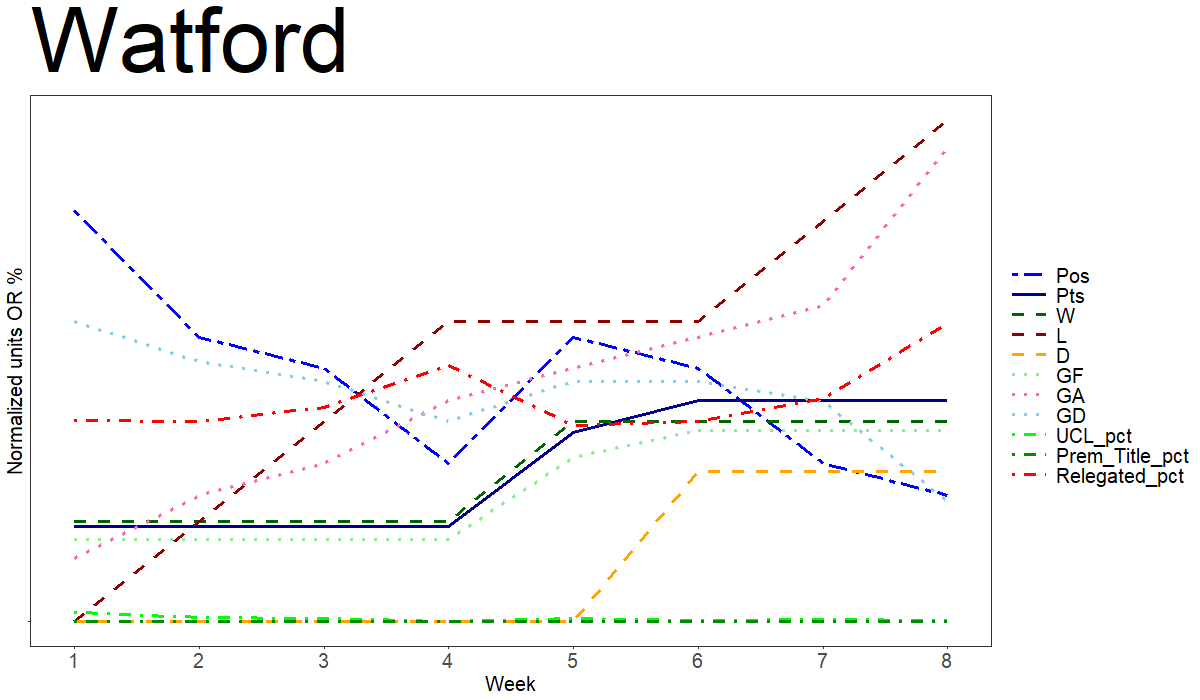 Watford
Normalized units OR %
Pos
Pts
W
L
D
GF
GA
GD
UCL_pct
Prem_Title_pct
Relegated_pct
1 2 3 4 5 6 7 8
Week